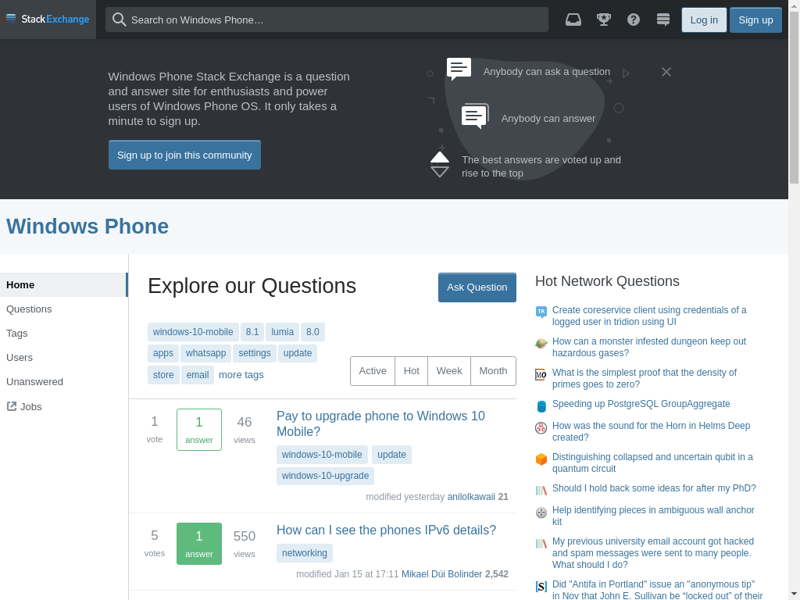 StackExchange
Search on Windows Phone…
Log in
Sign up
Windows Phone Stack Exchange is a question
and answer site for enthusiasts and power
users of Windows Phone OS. It only takes a
minute to sign up.
Sign up to join this community
Anybody can ask a question
Anybody can answer
The best answers are voted up and
rise to the top
Windows Phone
Home
Questions
Tags
Users
Unanswered
Jobs
Explore our Questions
Ask Question
windows-10-mobile 8.1 lumia 8.0
apps whatsapp settings update
store email more tags
Active Hot Week Month
1
vote
1
answer
46
views
Pay to upgrade phone to Windows 10
Mobile?
windows-10-mobile update
windows-10-upgrade
modified yesterday anilolkawaii 21
5
votes
1
answer
550
views
How can I see the phones IPv6 details?
networking
modified Jan 15 at 17:11 Mikael Dúi Bolinder 2,542
Hot Network Questions
Create coreservice client using credentials of a
logged user in tridion using UI
How can a monster infested dungeon keep out
hazardous gases?
What is the simplest proof that the density of
primes goes to zero?
Speeding up PostgreSQL GroupAggregate
How was the sound for the Horn in Helms Deep
created?
Distinguishing collapsed and uncertain qubit in a
quantum circuit
Should I hold back some ideas for after my PhD?
Help identifying pieces in ambiguous wall anchor
kit
My previous university email account got hacked
and spam messages were sent to many people.
What should I do?
Did "Antifa in Portland" issue an "anonymous tip"
in Nov that John E. Sullivan be “locked out” of their